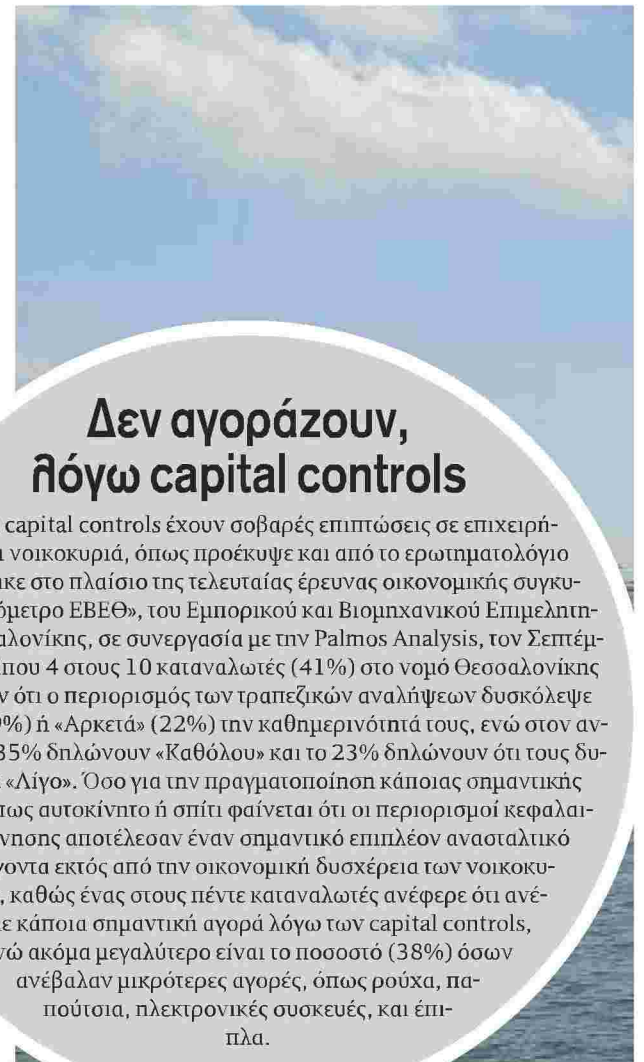 Δεν αγοράζουν,
λόγω capital controls
capital controls έχουν σοβαρές επιπτώσεις σε επιχειρή-
ι νοικοκυριά, όπως προέκυψε και από το ερωτηματολόγιο
ηκε στο πλαίσιο της τελευταίας έρευνας οικονομικής συγκυ-
όμετρο ΕΒΕΘ», του Εμπορικού και Βιομηχανικού Επιμελητη-
αλονίκης, σε συνεργασία με την Palmos Analysis, τον Σεπτέμ-
που 4 στους 10 καταναλωτές (41%) στο νομό Θεσσαλονίκης
ν ότι ο περιορισμός των τραπεζικών αναλήψεων δυσκόλεψε
9%) ή «Αρκετά» (22%) την καθημερινότητά τους, ενώ στον αν-
35% δηλώνουν «Καθόλου» και το 23% δηλώνουν ότι τους δυ-
«Λίγο». Όσο για την πραγματοποίηση κάποιας σημαντικής
πως αυτοκίνητο ή σπίτι φαίνεται ότι οι περιορισμοί κεφαλαι-
νησης αποτέλεσαν έναν σημαντικό επιπλέον ανασταλτικό
γοντα εκτός από την οικονομική δυσχέρεια των νοικοκυ-
, καθώς ένας στους πέντε καταναλωτές ανέφερε ότι ανέ-
ε κάποια σημαντική αγορά λόγω των capital controls,
νώ ακόμα μεγαλύτερο είναι το ποσοστό (38%) όσων
ανέβαλαν μικρότερες αγορές, όπως ρούχα, πα-
πούτσια, ηλεκτρονικές συσκευές, και έπι-
πλα.